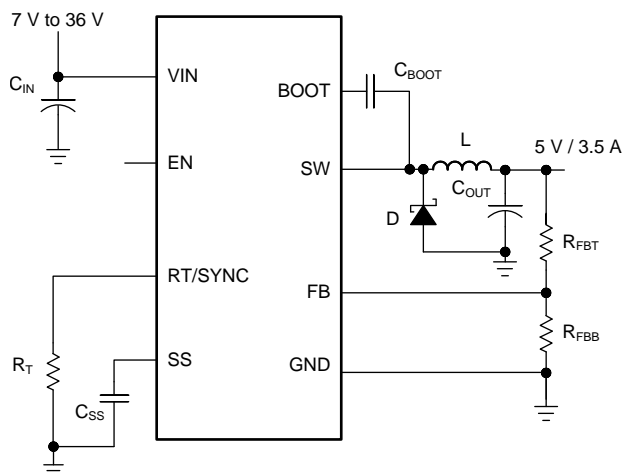 7 V to 36 V
C_IN
VIN
BOOT
C_BOOT
EN
SW
L
5 V / 3.5 A
C_OUT
D
R_FBT
RT/SYNC
FB
R_T
SS
C_SS
GND
R_FBB